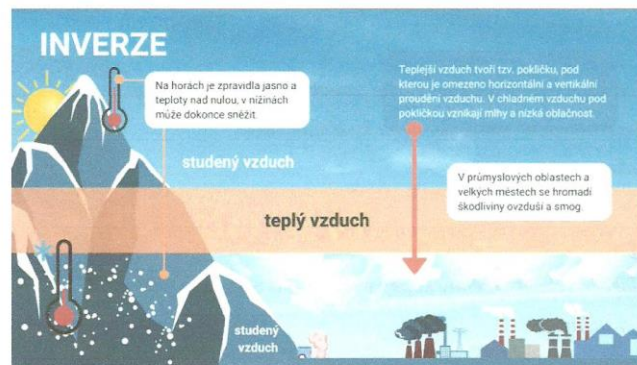 INVERZE
Na horách je zpravidla jasno a
teploty nad nulou, v nížinách
může dokonce sněžit.
Teplejší vzduch tvoří tzv. pokličku, pod
kterou je omezeno horizontální a vertikální
proudění vzduchu. V chladném vzduchu pod
pokličkou vznikají mlhy a nízká oblačnost.
studený vzduch
V průmyslových oblastech a
velkých městech se hromadí
škodliviny ovzduší a smog.
teplý vzduch
studený
vzduch